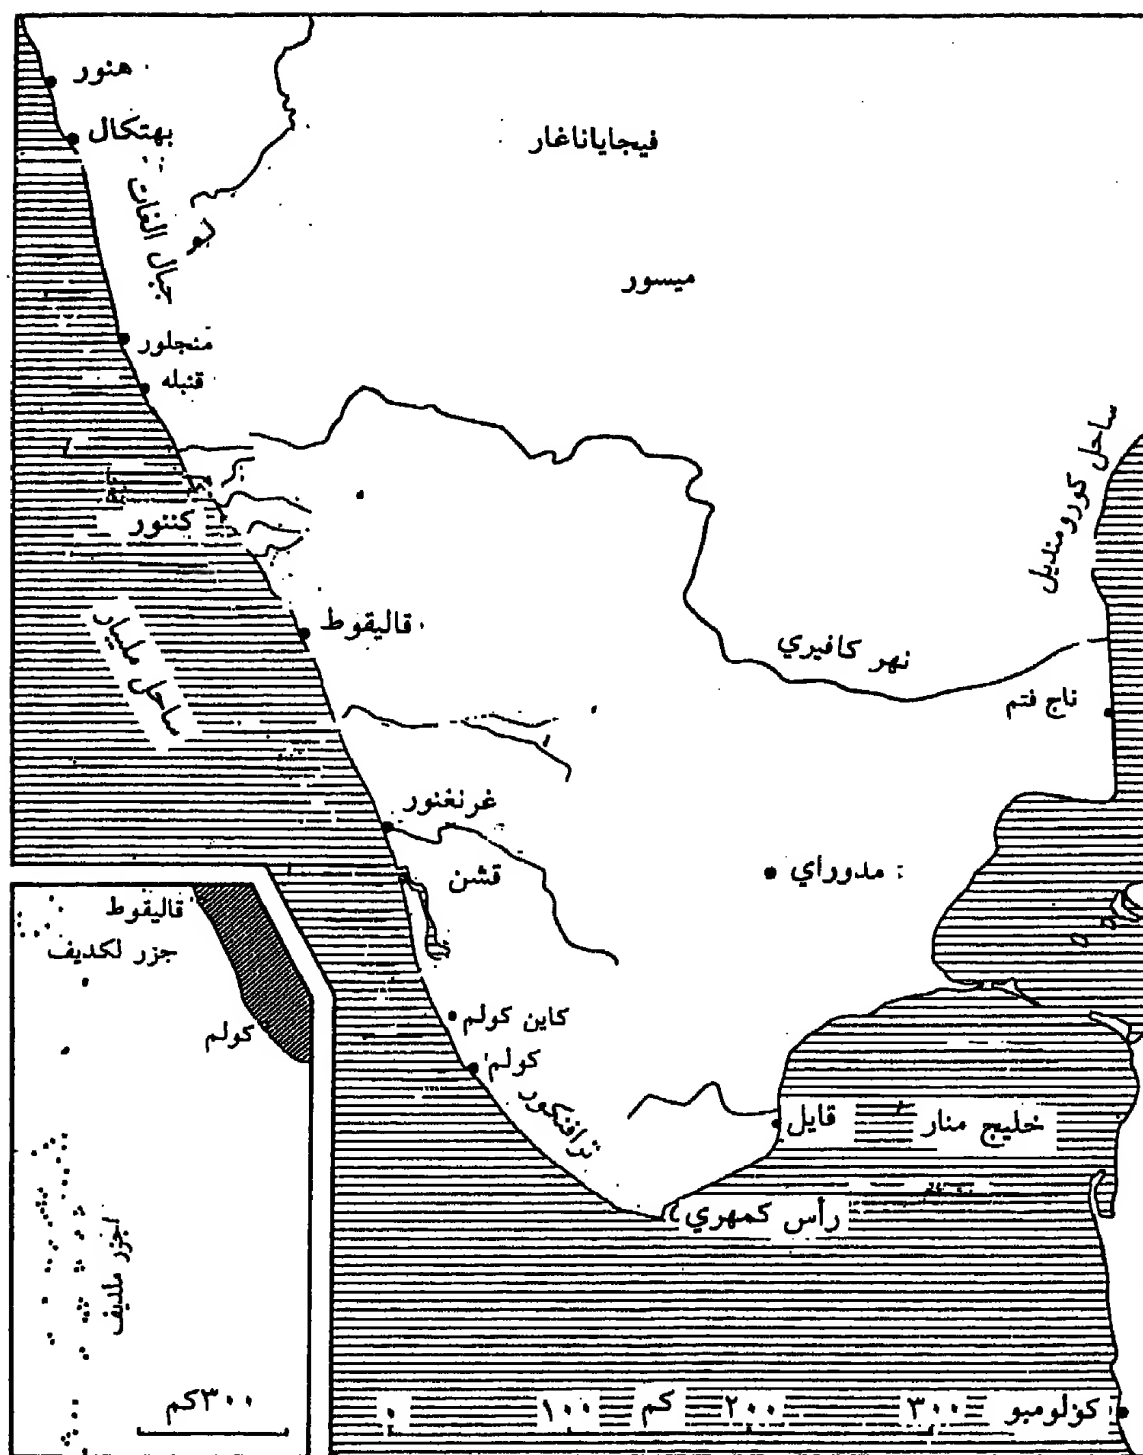 هنور
بهتكال
فيجاياناغار
جبال الغات
ميسور
منجلور
قنبله
ساحل كورومنديل
كننور
ساحل مليبار
قاليقوط
نهر كافيري
ناج فتم
غرنغنور
قشن
مدوراي
كاين كولم
كولم
ترافنكور
قايل
خليج منار
رأس كمهري
كولومبو
٠ ١٠٠ كم ٢٠٠ ٣٠٠
قاليقوط
جزر لكديف
كولم
جزر ملديف
٣٠٠كم